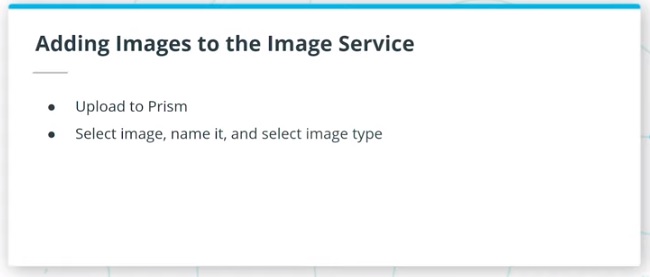 Adding Images to the Image Service
● Upload to Prism
● Select image, name it, and select image type